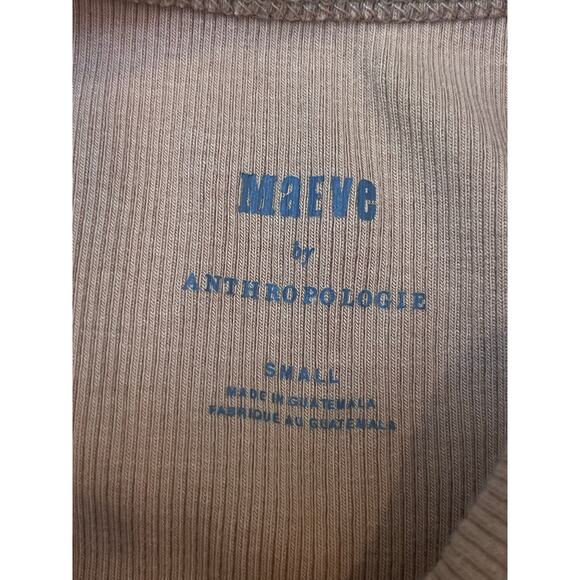 MaEVe
by
ANTHROPOLOGIE
SMALL
MADE IN GUATEMALA
FABRIQUE AU GUATEMALA